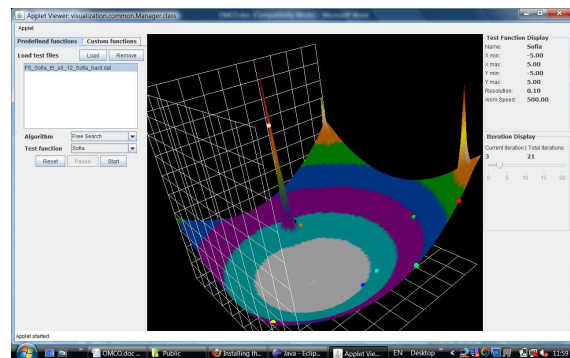 Applet Viewer: visualization.common.Manager.class
Applet
Predefined functions Custom functions
Load test files Load Remove
FS_Sofia_t5_s0_12_Sofia_hard.dat
Algorithm Free Search
Test function Sofia
Reset Pause Start
Test Function Display
Name: Sofia
X min: -5.00
X max: 5.00
Y min: -5.00
Y max: 5.00
Resolution: 0.10
Anim.Speed: 500.00
Iteration Display
Current iteration | Total iterations
3 21
0 5 10 15 20
Applet started.
OMCO.doc ... Public Installing th... Java - Eclip... Applet Vie... EN Desktop 11:59